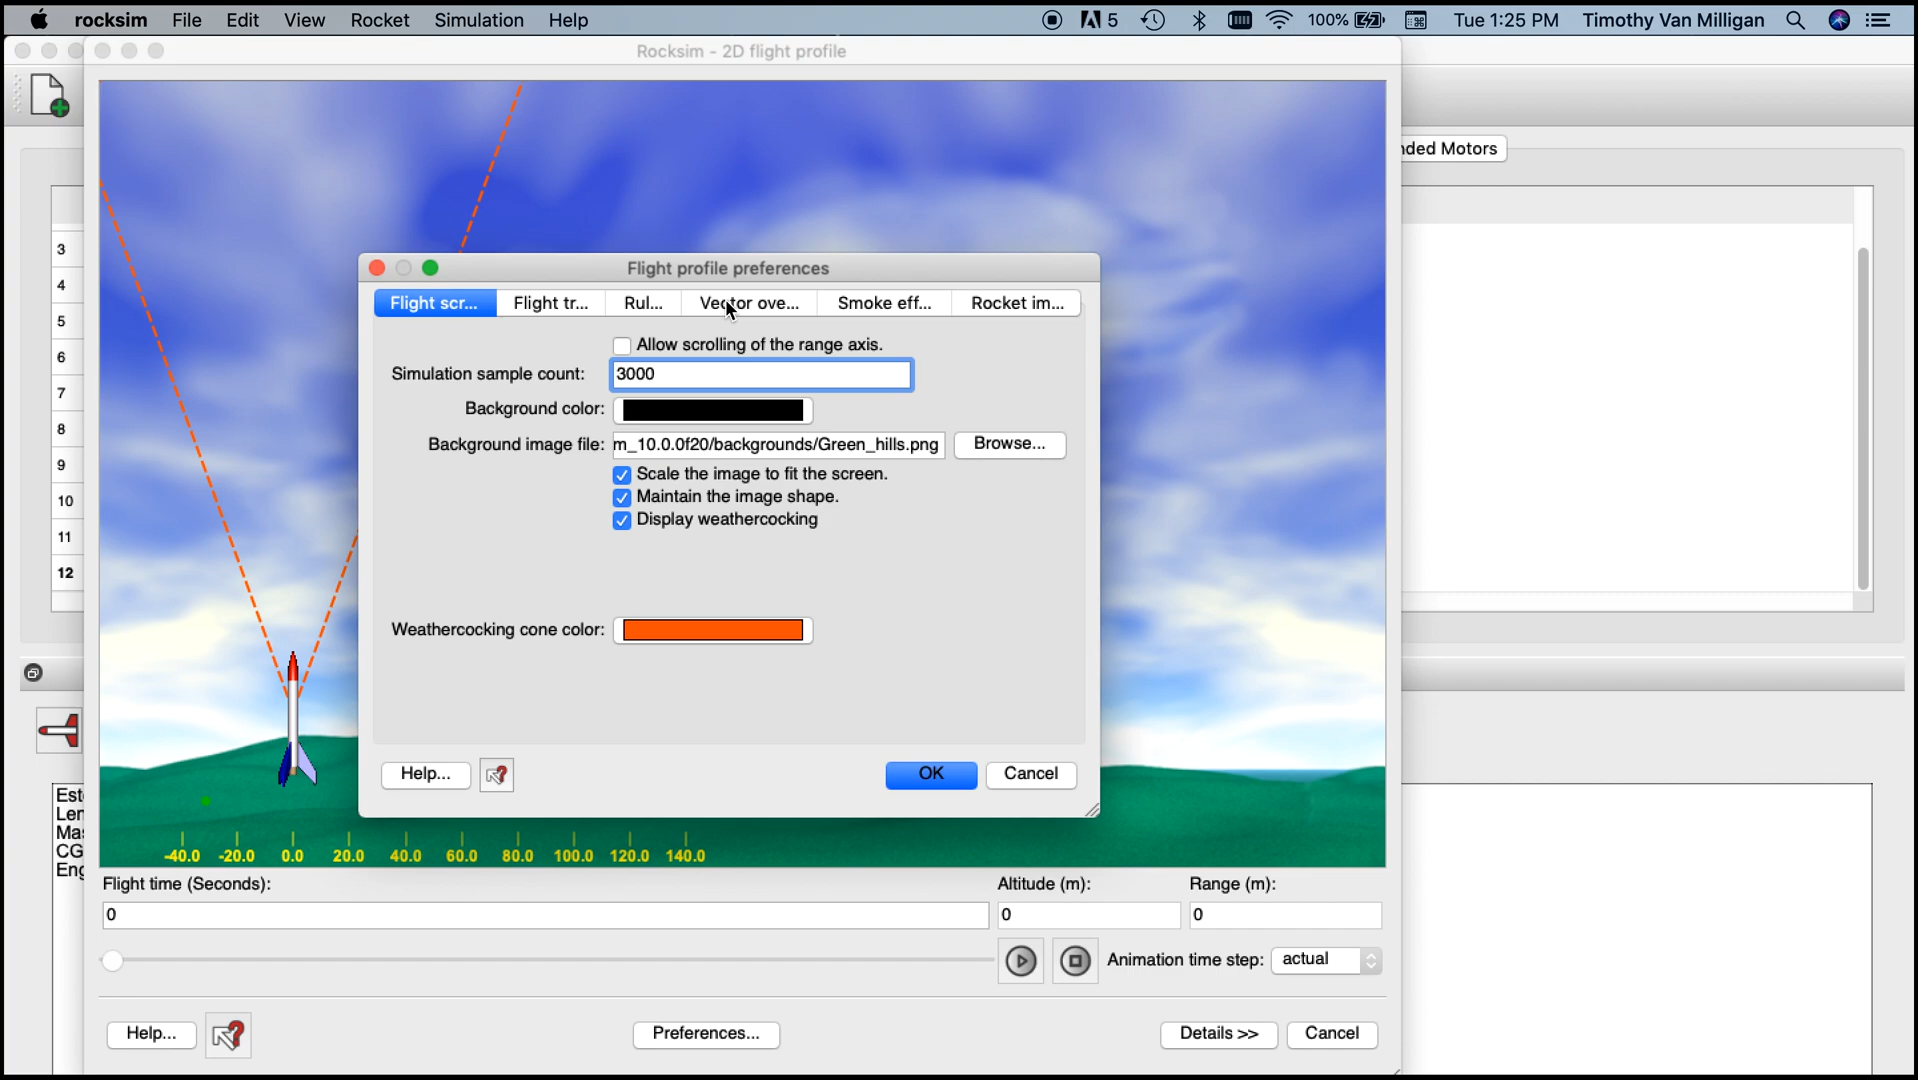 rocksim File Edit View Rocket Simulation Help 5 100% Tue 1:25 PM Timothy Van Milligan
Rocksim - 2D flight profile
nded Motors
3
4
5
6
7
8
9
10
11
12
Flight profile preferences
Flight scr... Flight tr... Rul... Vector ove... Smoke eff... Rocket im...
Allow scrolling of the range axis.
Simulation sample count: 3000
Background color:
Background image file: m_10.0.0f20/backgrounds/Green_hills.png Browse...
Scale the image to fit the screen.
Maintain the image shape.
Display weathercocking
Weathercocking cone color:
Help... OK Cancel
Est
Len
Mas
CG
Eng
-40.0 -20.0 0.0 20.0 40.0 60.0 80.0 100.0 120.0 140.0
Flight time (Seconds): Altitude (m): Range (m):
0 0 0
Animation time step: actual
Help... Preferences... Details >> Cancel